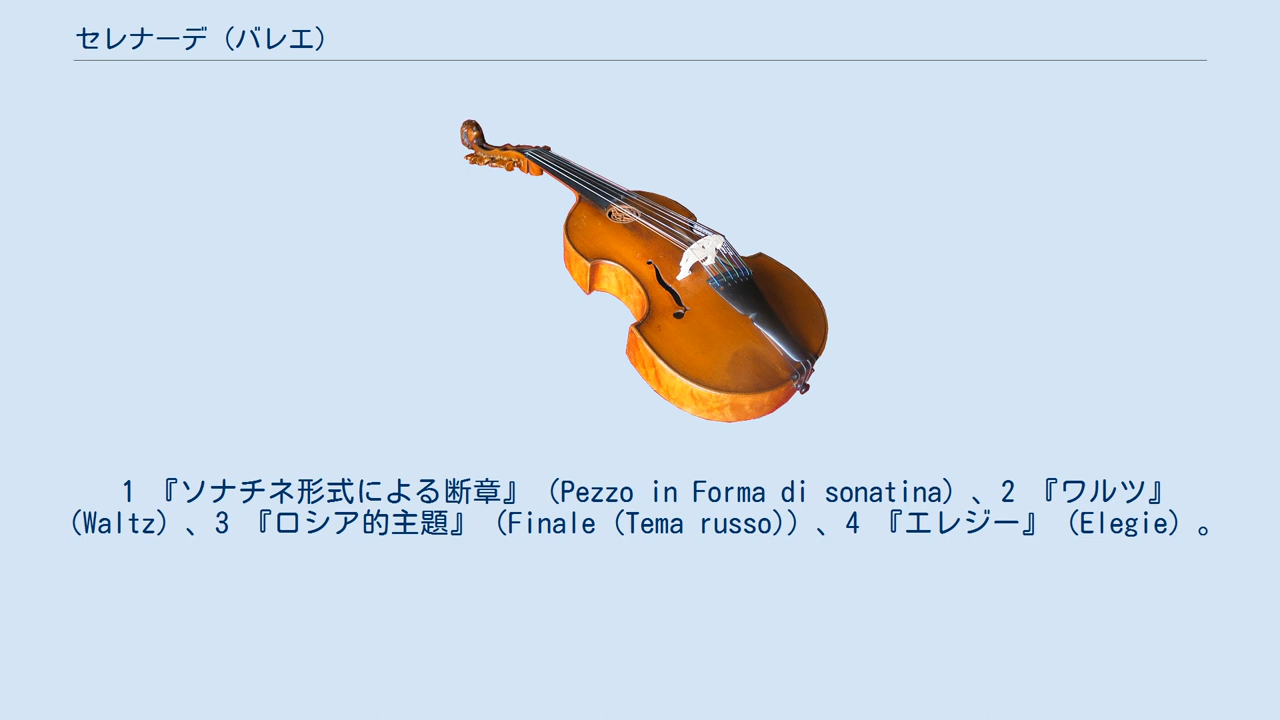 セレナーデ（バレエ）
1 『ソナチネ形式による断章』（Pezzo in Forma di sonatina）、2 『ワルツ』
（Waltz）、3 『ロシア的主題』（Finale（Tema russo））、4 『エレジー』（Elegie）。